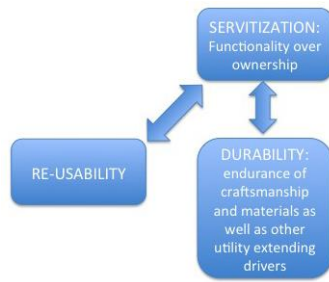 SERVITIZATION:
Functionality over
ownership
RE-USABILITY
DURABILITY:
endurance of
craftsmanship
and materials as
well as other
utility extending
drivers